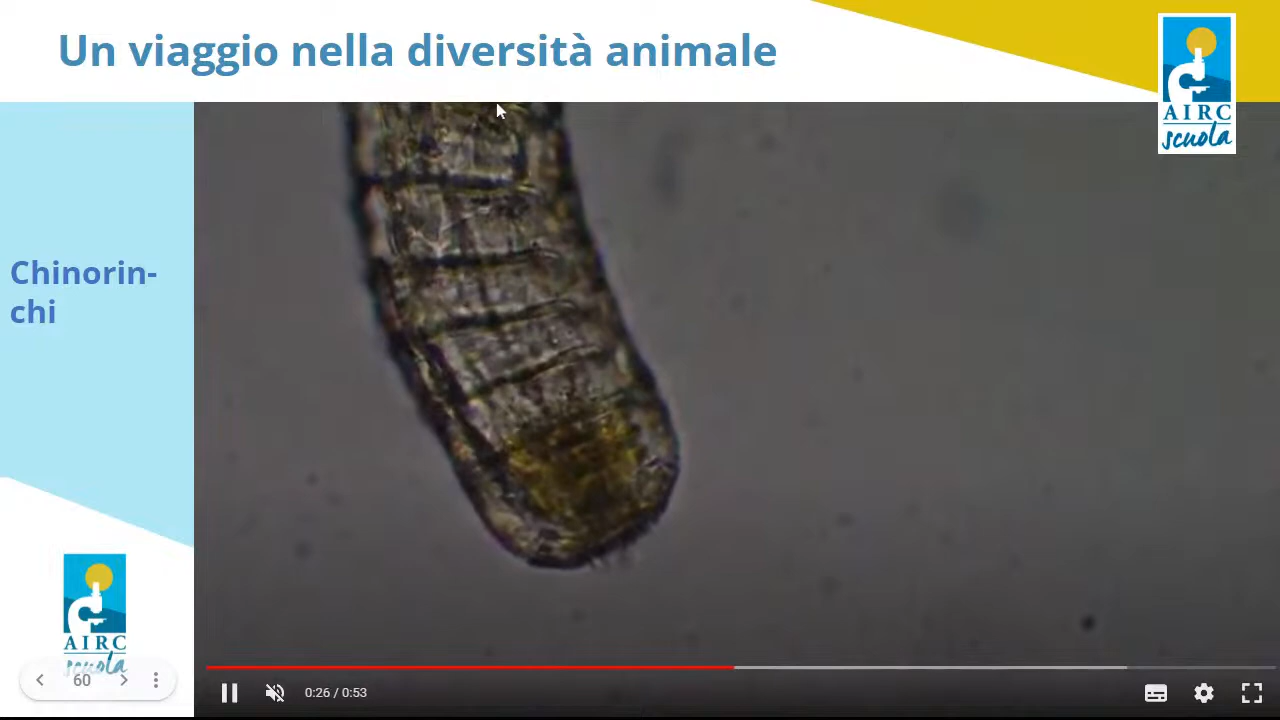 Un viaggio nella diversità animale
AIRC
scuola
Chinorin-
chi
AIRC
scuola
60
0:26 / 0:53